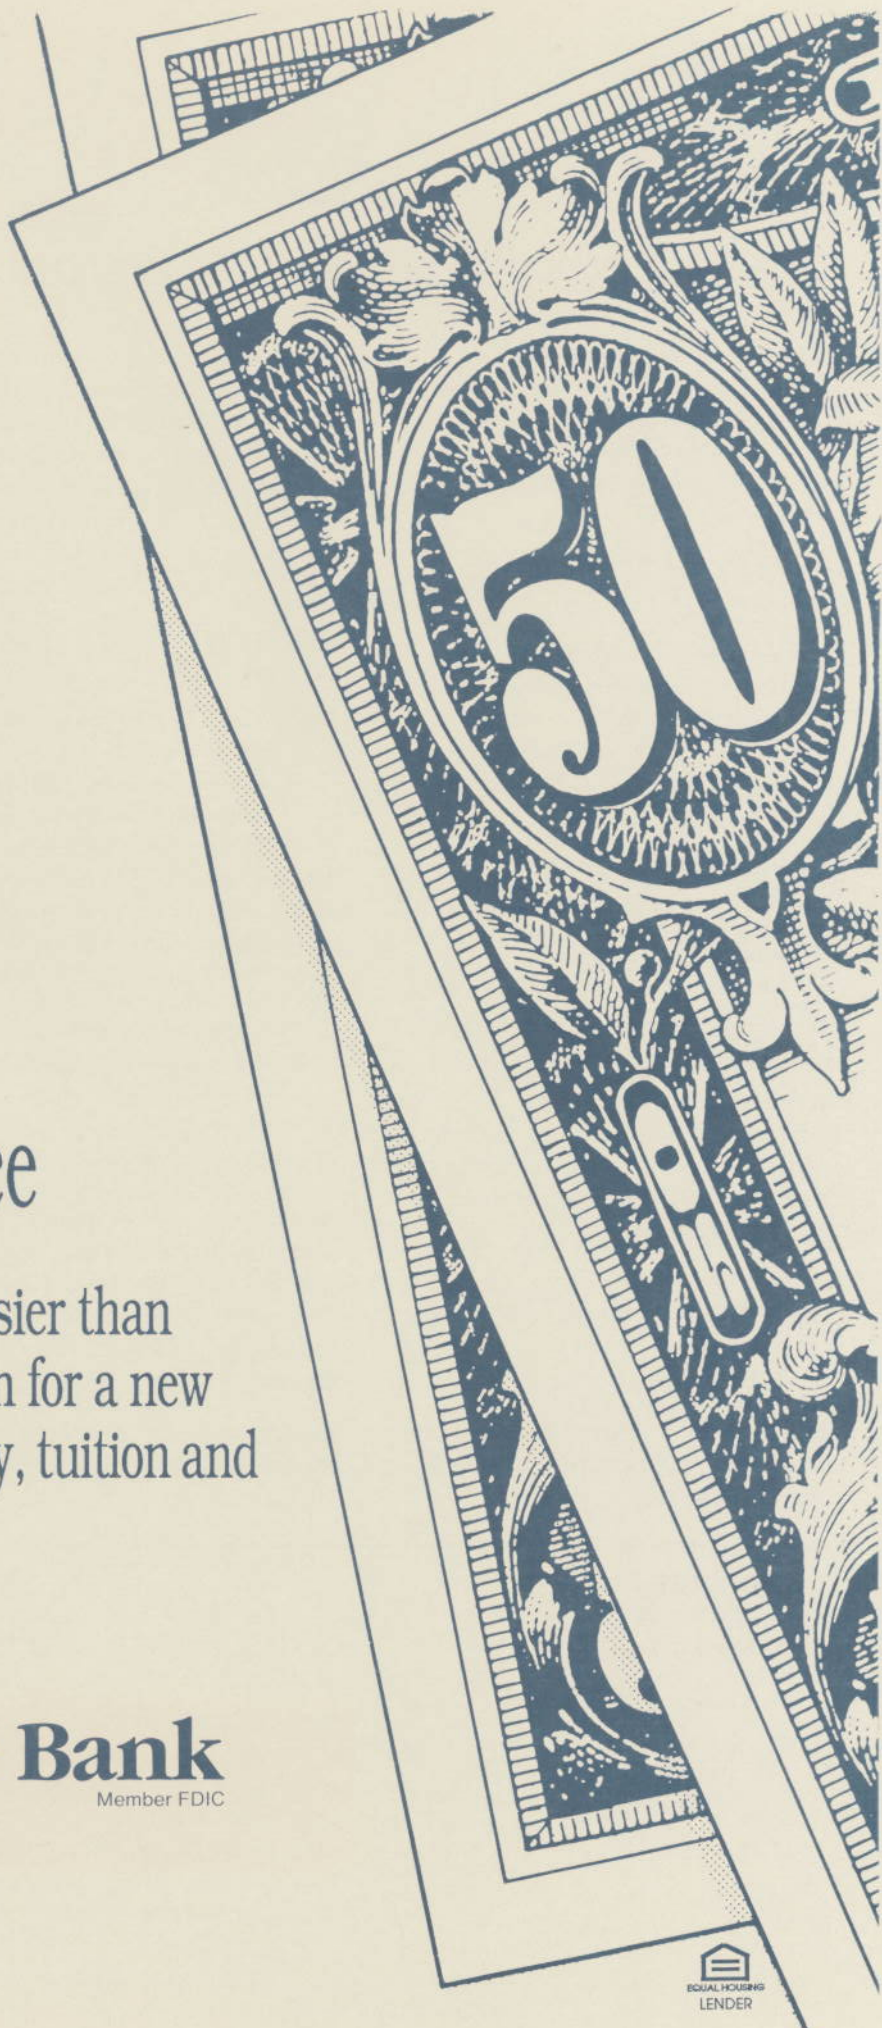 50
ce
sier than
n for a new
y, tuition and
Bank
Member FDIC
EQUAL HOUSING
LENDER